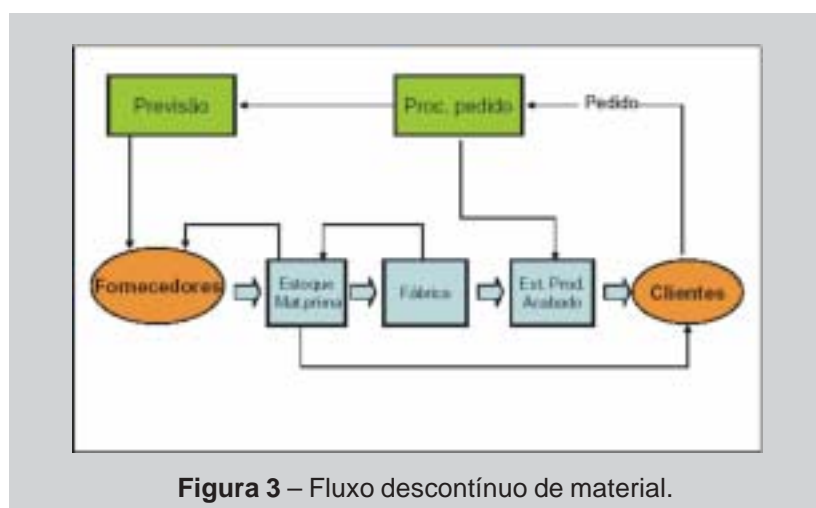 Previsão
Proc. pedido
Pedido
Fornecedores
Estoque
Mat.prima
Fábrica
Est. Prod.
Acabado
Clientes
Figura 3 – Fluxo descontínuo de material.